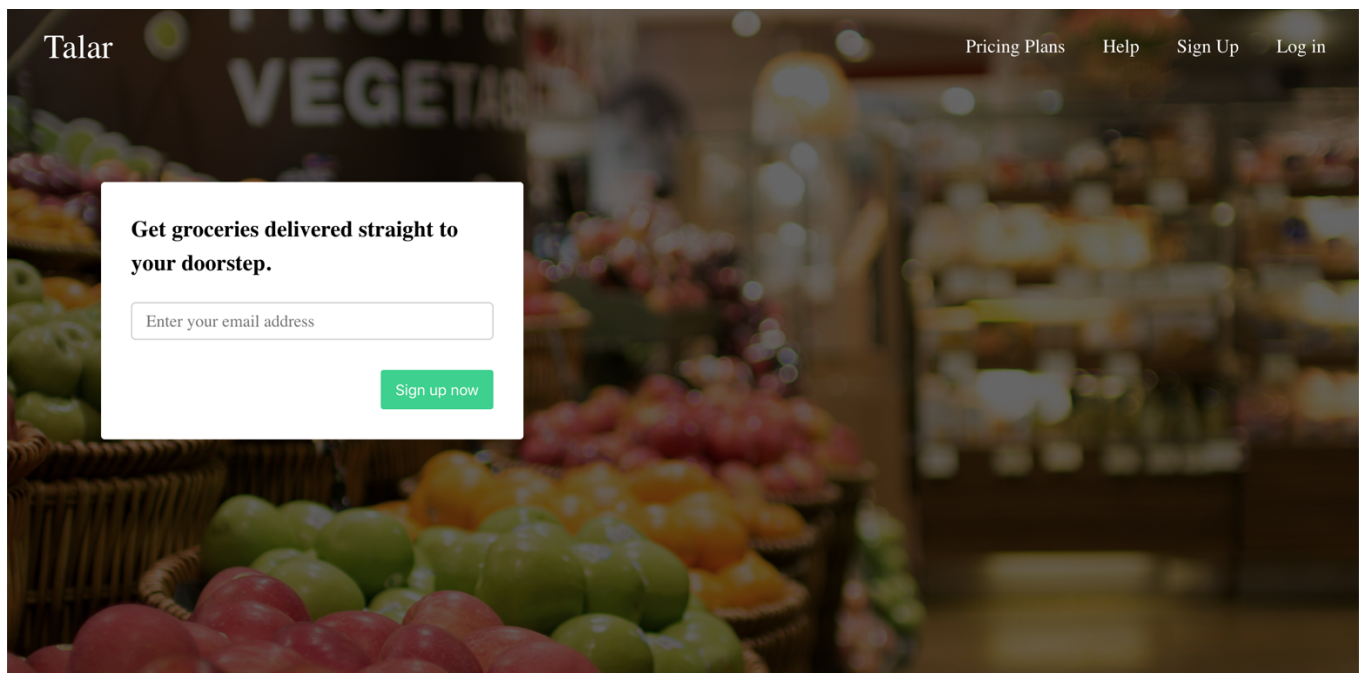 Talar
Pricing Plans Help Sign Up Log in
VEGETAB
Get groceries delivered straight to
your doorstep.
Enter your email address
Sign up now